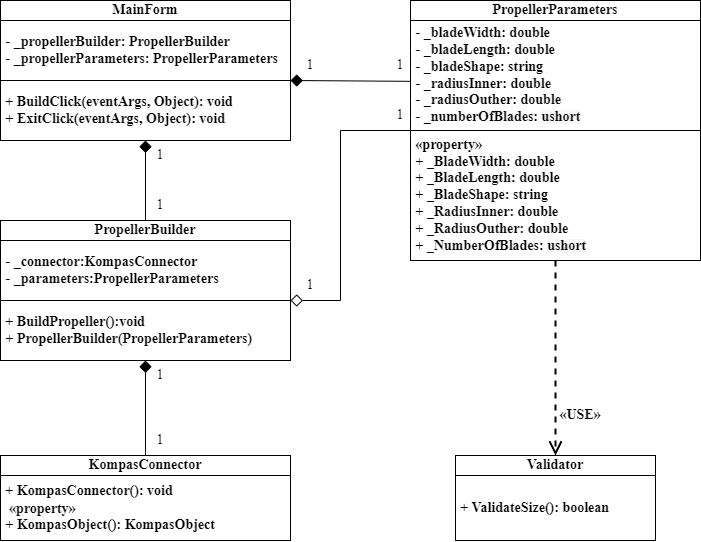 MainForm
- _propellerBuilder: PropellerBuilder
- _propellerParameters: PropellerParameters
+ BuildClick(eventArgs, Object): void
+ ExitClick(eventArgs, Object): void
1
1
1
1
1
PropellerParameters
- _bladeWidth: double
- _bladeLength: double
- _bladeShape: string
- _radiusInner: double
- _radiusOuther: double
- _numberOfBlades: ushort
«property»
+ _BladeWidth: double
+ _BladeLength: double
+ _BladeShape: string
+ _RadiusInner: double
+ _RadiusOuther: double
+ _NumberOfBlades: ushort
PropellerBuilder
- _connector:KompasConnector
- _parameters:PropellerParameters
+ BuildPropeller():void
+ PropellerBuilder(PropellerParameters)
1
1
1
«USE»
KompasConnector
+ KompasConnector(): void
«property»
+ KompasObject(): KompasObject
Validator
+ ValidateSize(): boolean